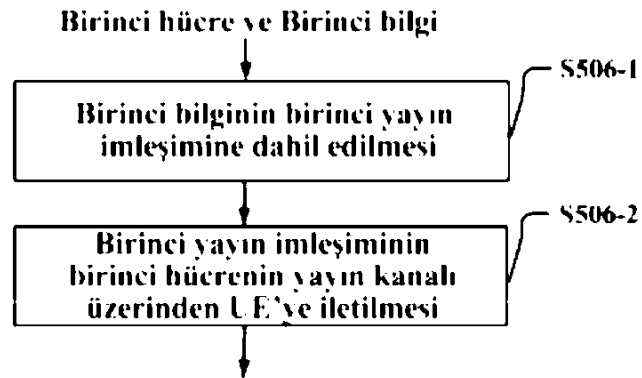 Birinci hücre ve Birinci bilgi
S506-1
Birinci bilginin birinci yayın
imleşimine dahil edilmesi
S506-2
Birinci yayın imleşiminin
birinci hücrenin yayın kanalı
üzerinden UE'ye iletilmesi